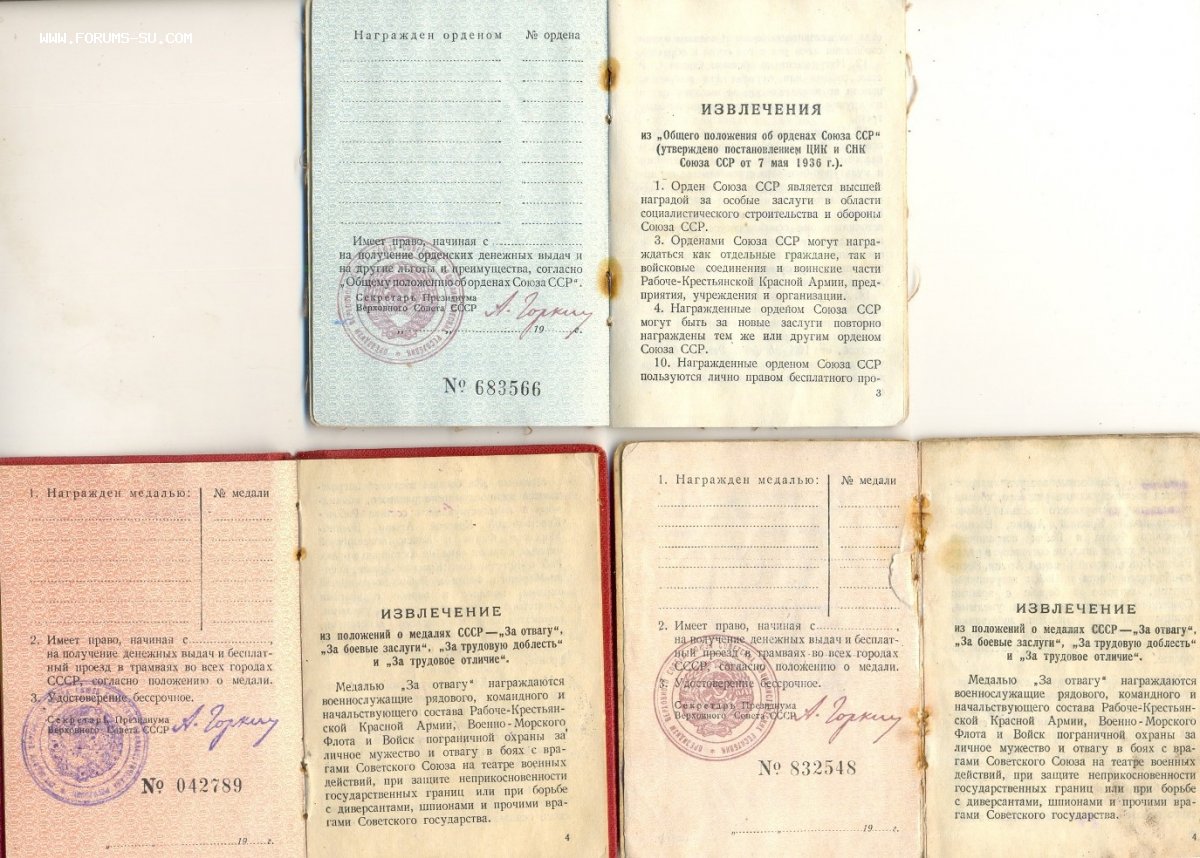 WWW.FORUMS-SU.COM
Награжден орденом № ордена
Имеет право, начиная с
на получение орденских денежных выдач и
на другие льготы и преимущества, согласно
„Общему положению об орденах Союза ССР“.
Секретарь Президиума
Верховного Совета СССР А. Горкин
„ “ 19 г.
№ 683566
ИЗВЛЕЧЕНИЯ
из „Общего положения об орденах Союза ССР“
(утверждено постановлением ЦИК и СНК
Союза ССР от 7 мая 1936 г.).
1. Орден Союза ССР является высшей
наградой за особые заслуги в области
социалистического строительства и обороны
Союза ССР.
3. Орденами Союза ССР могут награ-
ждаться как отдельные граждане, так и
войсковые соединения и воинские части
Рабоче-Крестьянской Красной Армии, пред-
приятия, учреждения и организации.
4. Награжденные орденом Союза ССР
могут быть за новые заслуги повторно
награждены тем же или другим орденом
Союза ССР.
10. Награжденные орденом Союза ССР
пользуются лично правом бесплатного про-
3
1. Награжден медалью: № медали
2. Имеет право, начиная с ,
на получение денежных выдач и бесплат-
ный проезд в трамваях во всех городах
СССР, согласно положению о медали.
3. Удостоверение бессрочное.
Секретарь Президиума
Верховного Совета СССР А. Горкин
№ 042789
„ “ 19 г.
ИЗВЛЕЧЕНИЕ
из положений о медалях СССР — „За отвагу“,
„За боевые заслуги“, „За трудовую доблесть“
и „За трудовое отличие“.
Медалью „За отвагу“ награждаются
военнослужащие рядового, командного и
начальствующего состава Рабоче-Крестьян-
ской Красной Армии, Военно-Морского
Флота и Войск пограничной охраны за
личное мужество и отвагу в боях с вра-
гами Советского Союза на театре военных
действий, при защите неприкосновенности
государственных границ или при борьбе
с диверсантами, шпионами и прочими вра-
гами Советского государства.
4
1. Награжден медалью: № медали
2. Имеет право, начиная с ,
на получение денежных выдач и бесплат-
ный проезд в трамваях во всех городах
СССР, согласно положению о медали.
3. Удостоверение бессрочное.
Секретарь Президиума
Верховного Совета СССР А. Горкин
№ 832548
„ “ 19 г.
ИЗВЛЕЧЕНИЕ
из положений о медалях СССР — „За отвагу“,
„За боевые заслуги“, „За трудовую доблесть“
и „За трудовое отличие“.
Медалью „За отвагу“ награждаются
военнослужащие рядового, командного и
начальствующего состава Рабоче-Крестьян-
ской Красной Армии, Военно-Морского
Флота и Войск пограничной охраны за
личное мужество и отвагу в боях с вра-
гами Советского Союза на театре военных
действий, при защите неприкосновенности
государственных границ или при борьбе
с диверсантами, шпионами и прочими вра-
гами Советского государства.
4